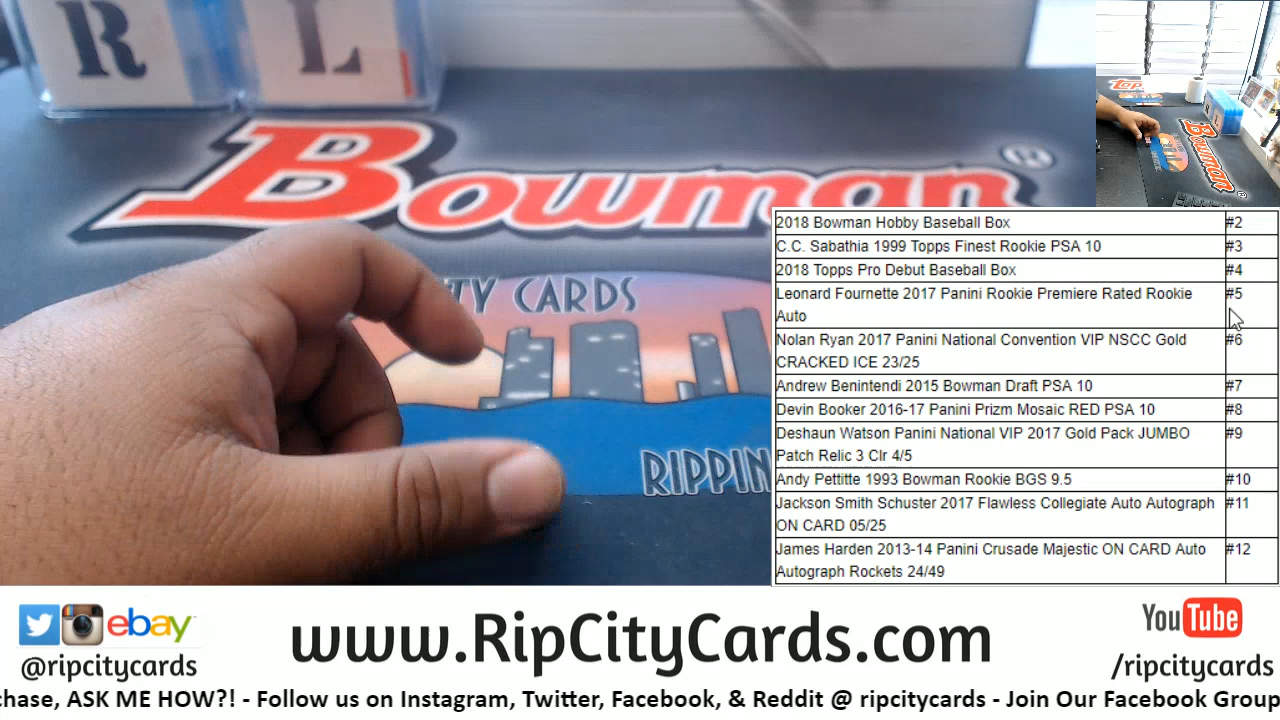 R L
Bowman®
TY CARDS
RIPPIN
topps
Bowman
2018 Bowman Hobby Baseball Box #2
C.C. Sabathia 1999 Topps Finest Rookie PSA 10 #3
2018 Topps Pro Debut Baseball Box #4
Leonard Fournette 2017 Panini Rookie Premiere Rated Rookie #5
Auto
Nolan Ryan 2017 Panini National Convention VIP NSCC Gold #6
CRACKED ICE 23/25
Andrew Benintendi 2015 Bowman Draft PSA 10 #7
Devin Booker 2016-17 Panini Prizm Mosaic RED PSA 10 #8
Deshaun Watson Panini National VIP 2017 Gold Pack JUMBO #9
Patch Relic 3 Clr 4/5
Andy Pettitte 1993 Bowman Rookie BGS 9.5 #10
Jackson Smith Schuster 2017 Flawless Collegiate Auto Autograph #11
ON CARD 05/25
James Harden 2013-14 Panini Crusade Majestic ON CARD Auto #12
Autograph Rockets 24/49
ebay
@ripcitycards
www.RipCityCards.com
YouTube
/ripcitycards
chase, ASK ME HOW?! - Follow us on Instagram, Twitter, Facebook, & Reddit @ ripcitycards - Join Our Facebook Group